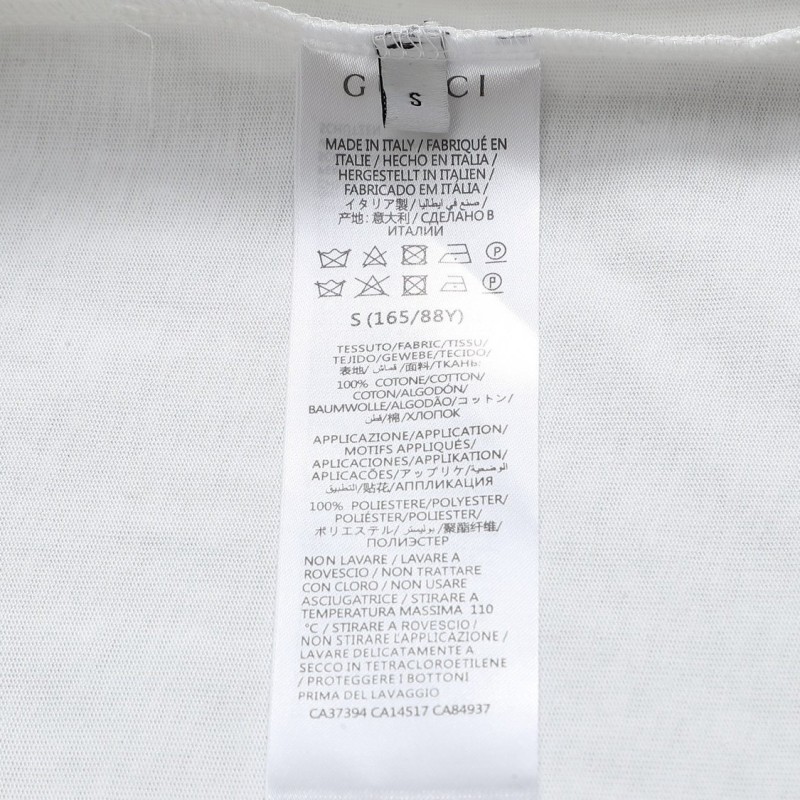 G CI
S
MADE IN ITALY / FABRIQUÉ EN
ITALIE / HECHO EN ITALIA /
HERGESTELLT IN ITALIEN /
FABRICADO EM ITÁLIA /
イタリア製 / صنع في ايطاليا /
产地: 意大利 / СДЕЛАНО В
ИТАЛИИ
S (165/88Y)
TESSUTO/FABRIC/TISSU/
TEJIDO/GEWEBE/TECIDO/
表地/ قماش /面料/ТКАНЬ:
100% COTONE/COTTON/
COTON/ALGODÓN/
BAUMWOLLE/ALGODÃO/コットン/
قطن/棉/ХЛОПОК
APPLICAZIONE/APPLICATION/
MOTIFS APPLIQUÉS/
APLICACIONES/APPLIKATION/
APLICACÕES/アップリケ/الوضعية
التطبيق/贴花/АППЛИКАЦИЯ
100% POLIESTERE/POLYESTER/
POLIÉSTER/POLYESTER/
ポリエステル/ بوليستر /聚酯纤维/
ПОЛИЭСТЕР
NON LAVARE / LAVARE A
ROVESCIO / NON TRATTARE
CON CLORO / NON USARE
ASCIUGATRICE / STIRARE A
TEMPERATURA MASSIMA 110
°C / STIRARE A ROVESCIO /
NON STIRARE L'APPLICAZIONE /
LAVARE DELICATAMENTE A
SECCO IN TETRACLOROETILENE
/ PROTEGGERE I BOTTONI
PRIMA DEL LAVAGGIO
CA37394 CA14517 CA84937